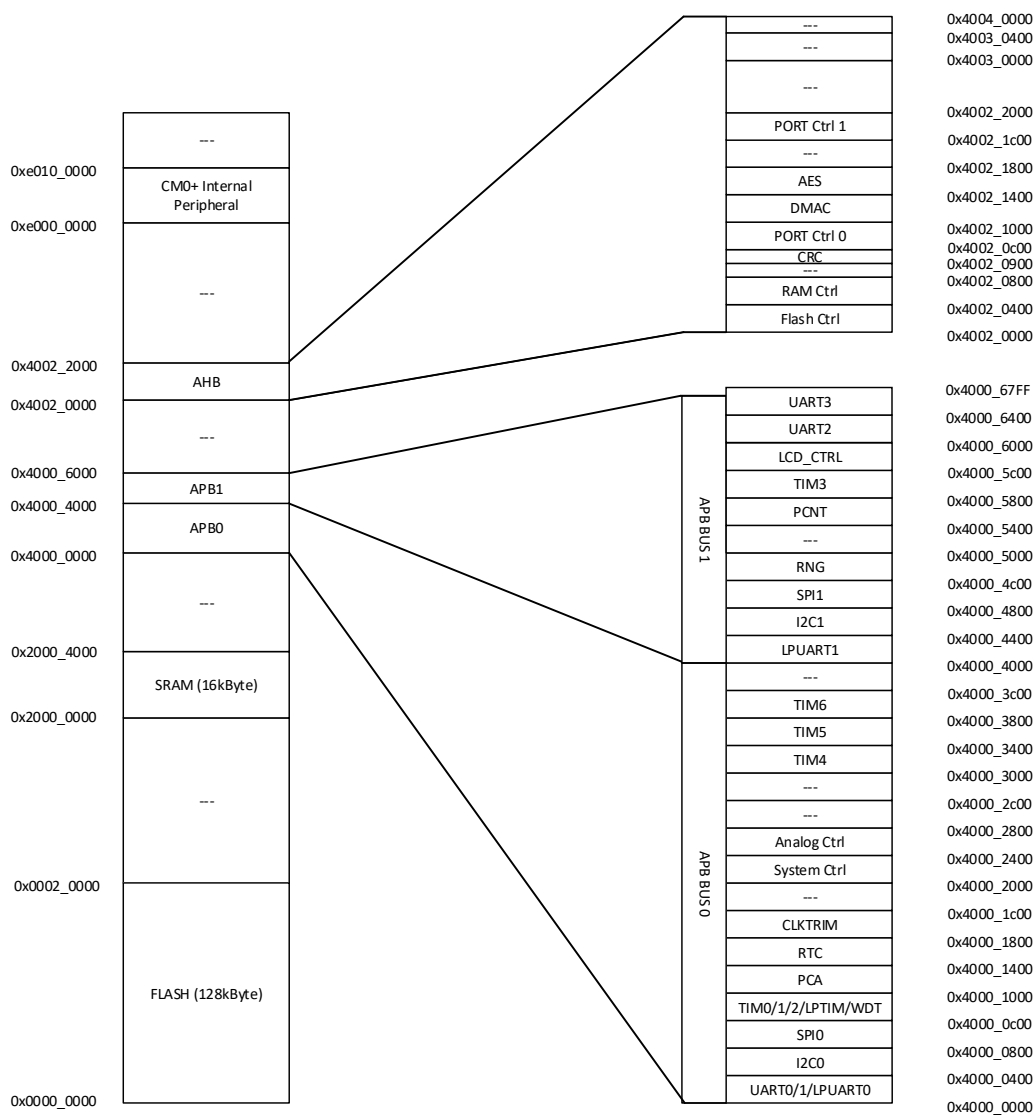 ---
0xe010_0000
CM0+ Internal
Peripheral
0xe000_0000
---
0x4002_2000
AHB
0x4002_0000
---
0x4000_6000
APB1
0x4000_4000
APB0
0x4000_0000
---
0x2000_4000
SRAM (16kByte)
0x2000_0000
---
0x0002_0000
FLASH (128kByte)
0x0000_0000
0x4004_0000
---
0x4003_0400
---
0x4003_0000
---
0x4002_2000
PORT Ctrl 1
0x4002_1c00
---
0x4002_1800
AES
0x4002_1400
DMAC
0x4002_1000
PORT Ctrl 0
0x4002_0c00
CRC
0x4002_0900
---
0x4002_0800
RAM Ctrl
0x4002_0400
Flash Ctrl
0x4002_0000
APB BUS 1
0x4000_67FF
UART3
0x4000_6400
UART2
0x4000_6000
LCD_CTRL
0x4000_5c00
TIM3
0x4000_5800
PCNT
0x4000_5400
---
0x4000_5000
RNG
0x4000_4c00
SPI1
0x4000_4800
I2C1
0x4000_4400
LPUART1
0x4000_4000
APB BUS 0
---
0x4000_3c00
TIM6
0x4000_3800
TIM5
0x4000_3400
TIM4
0x4000_3000
---
0x4000_2c00
---
0x4000_2800
Analog Ctrl
0x4000_2400
System Ctrl
0x4000_2000
---
0x4000_1c00
CLKTRIM
0x4000_1800
RTC
0x4000_1400
PCA
0x4000_1000
TIM0/1/2/LPTIM/WDT
0x4000_0c00
SPI0
0x4000_0800
I2C0
0x4000_0400
UART0/1/LPUART0
0x4000_0000